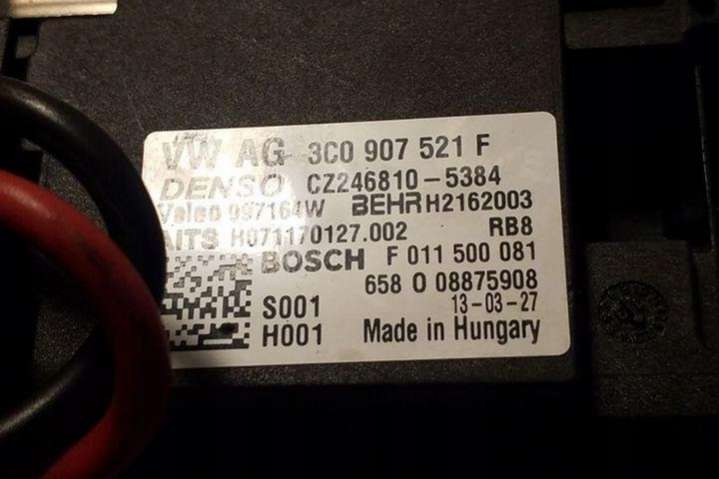 VW AG 3C0 907 521 F
DENSO CZ246810-5384
Valeo 997164W BEHR H2162003
AITS H071170127.002 RB8
BOSCH F 011 500 081
658 0 08875908
S001 13-03-27
H001 Made in Hungary